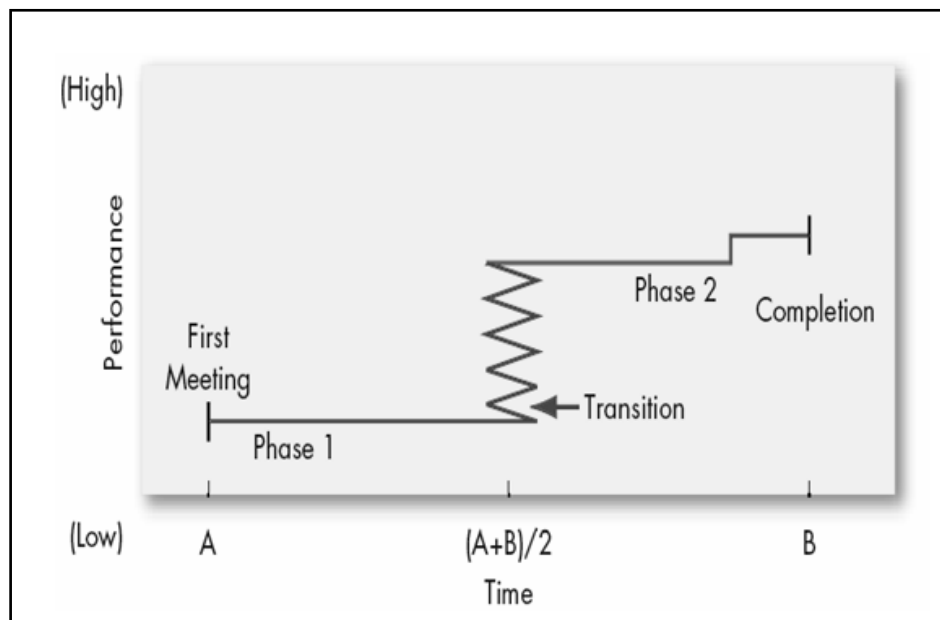 (High)
Performance
First
Meeting
Phase 1
Phase 2
Completion
Transition
(Low)
A
(A+B)/2
B
Time